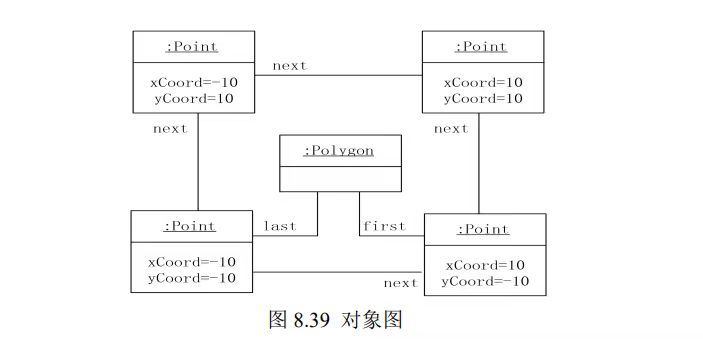 :Point
xCoord=-10
yCoord=10
next
:Point
xCoord=10
yCoord=10
next
next
:Polygon
last
first
:Point
xCoord=-10
yCoord=-10
:Point
xCoord=10
yCoord=-10
next
图 8.39 对象图